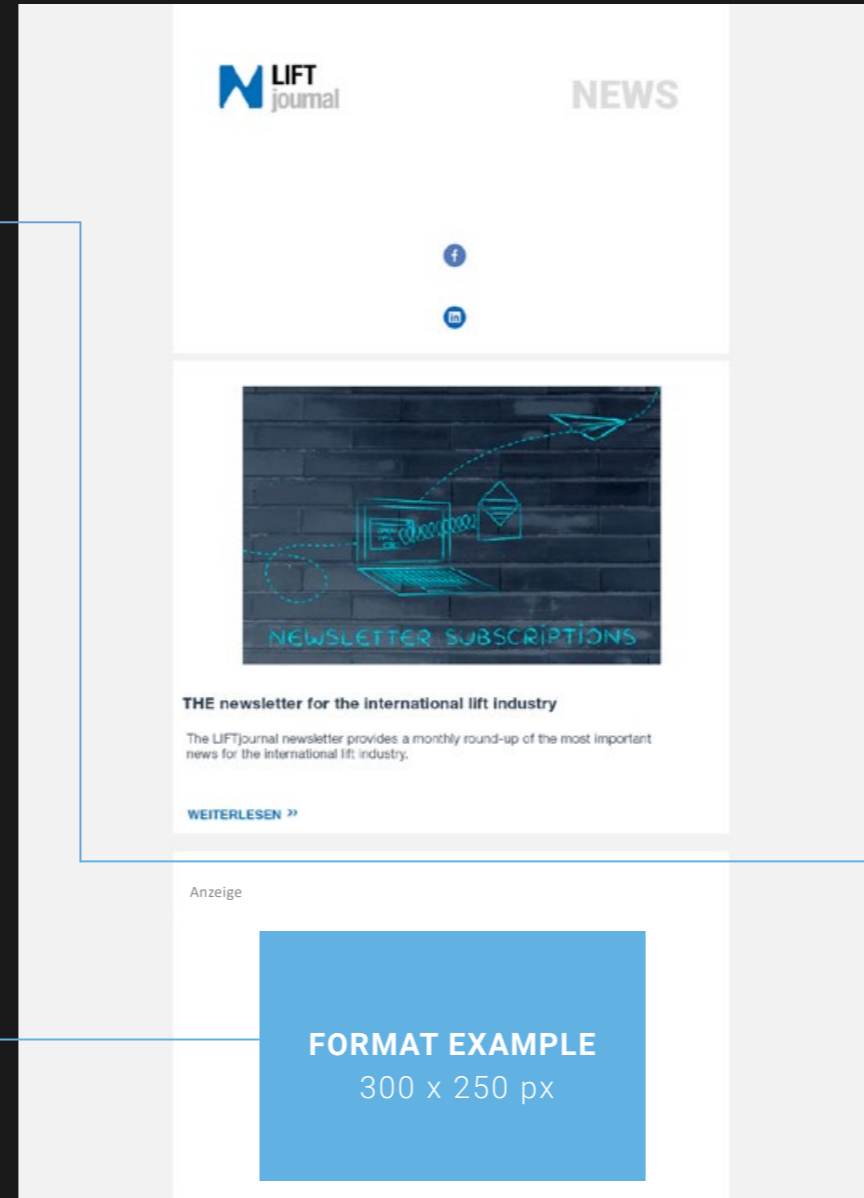 LIFT
journal
NEWS
NEWSLETTER SUBSCRIPTIONS
THE newsletter for the international lift industry
The LIFTjournal newsletter provides a monthly round-up of the most important
news for the international lift industry.
WEITERLESEN »
Anzeige
FORMAT EXAMPLE
300 x 250 px